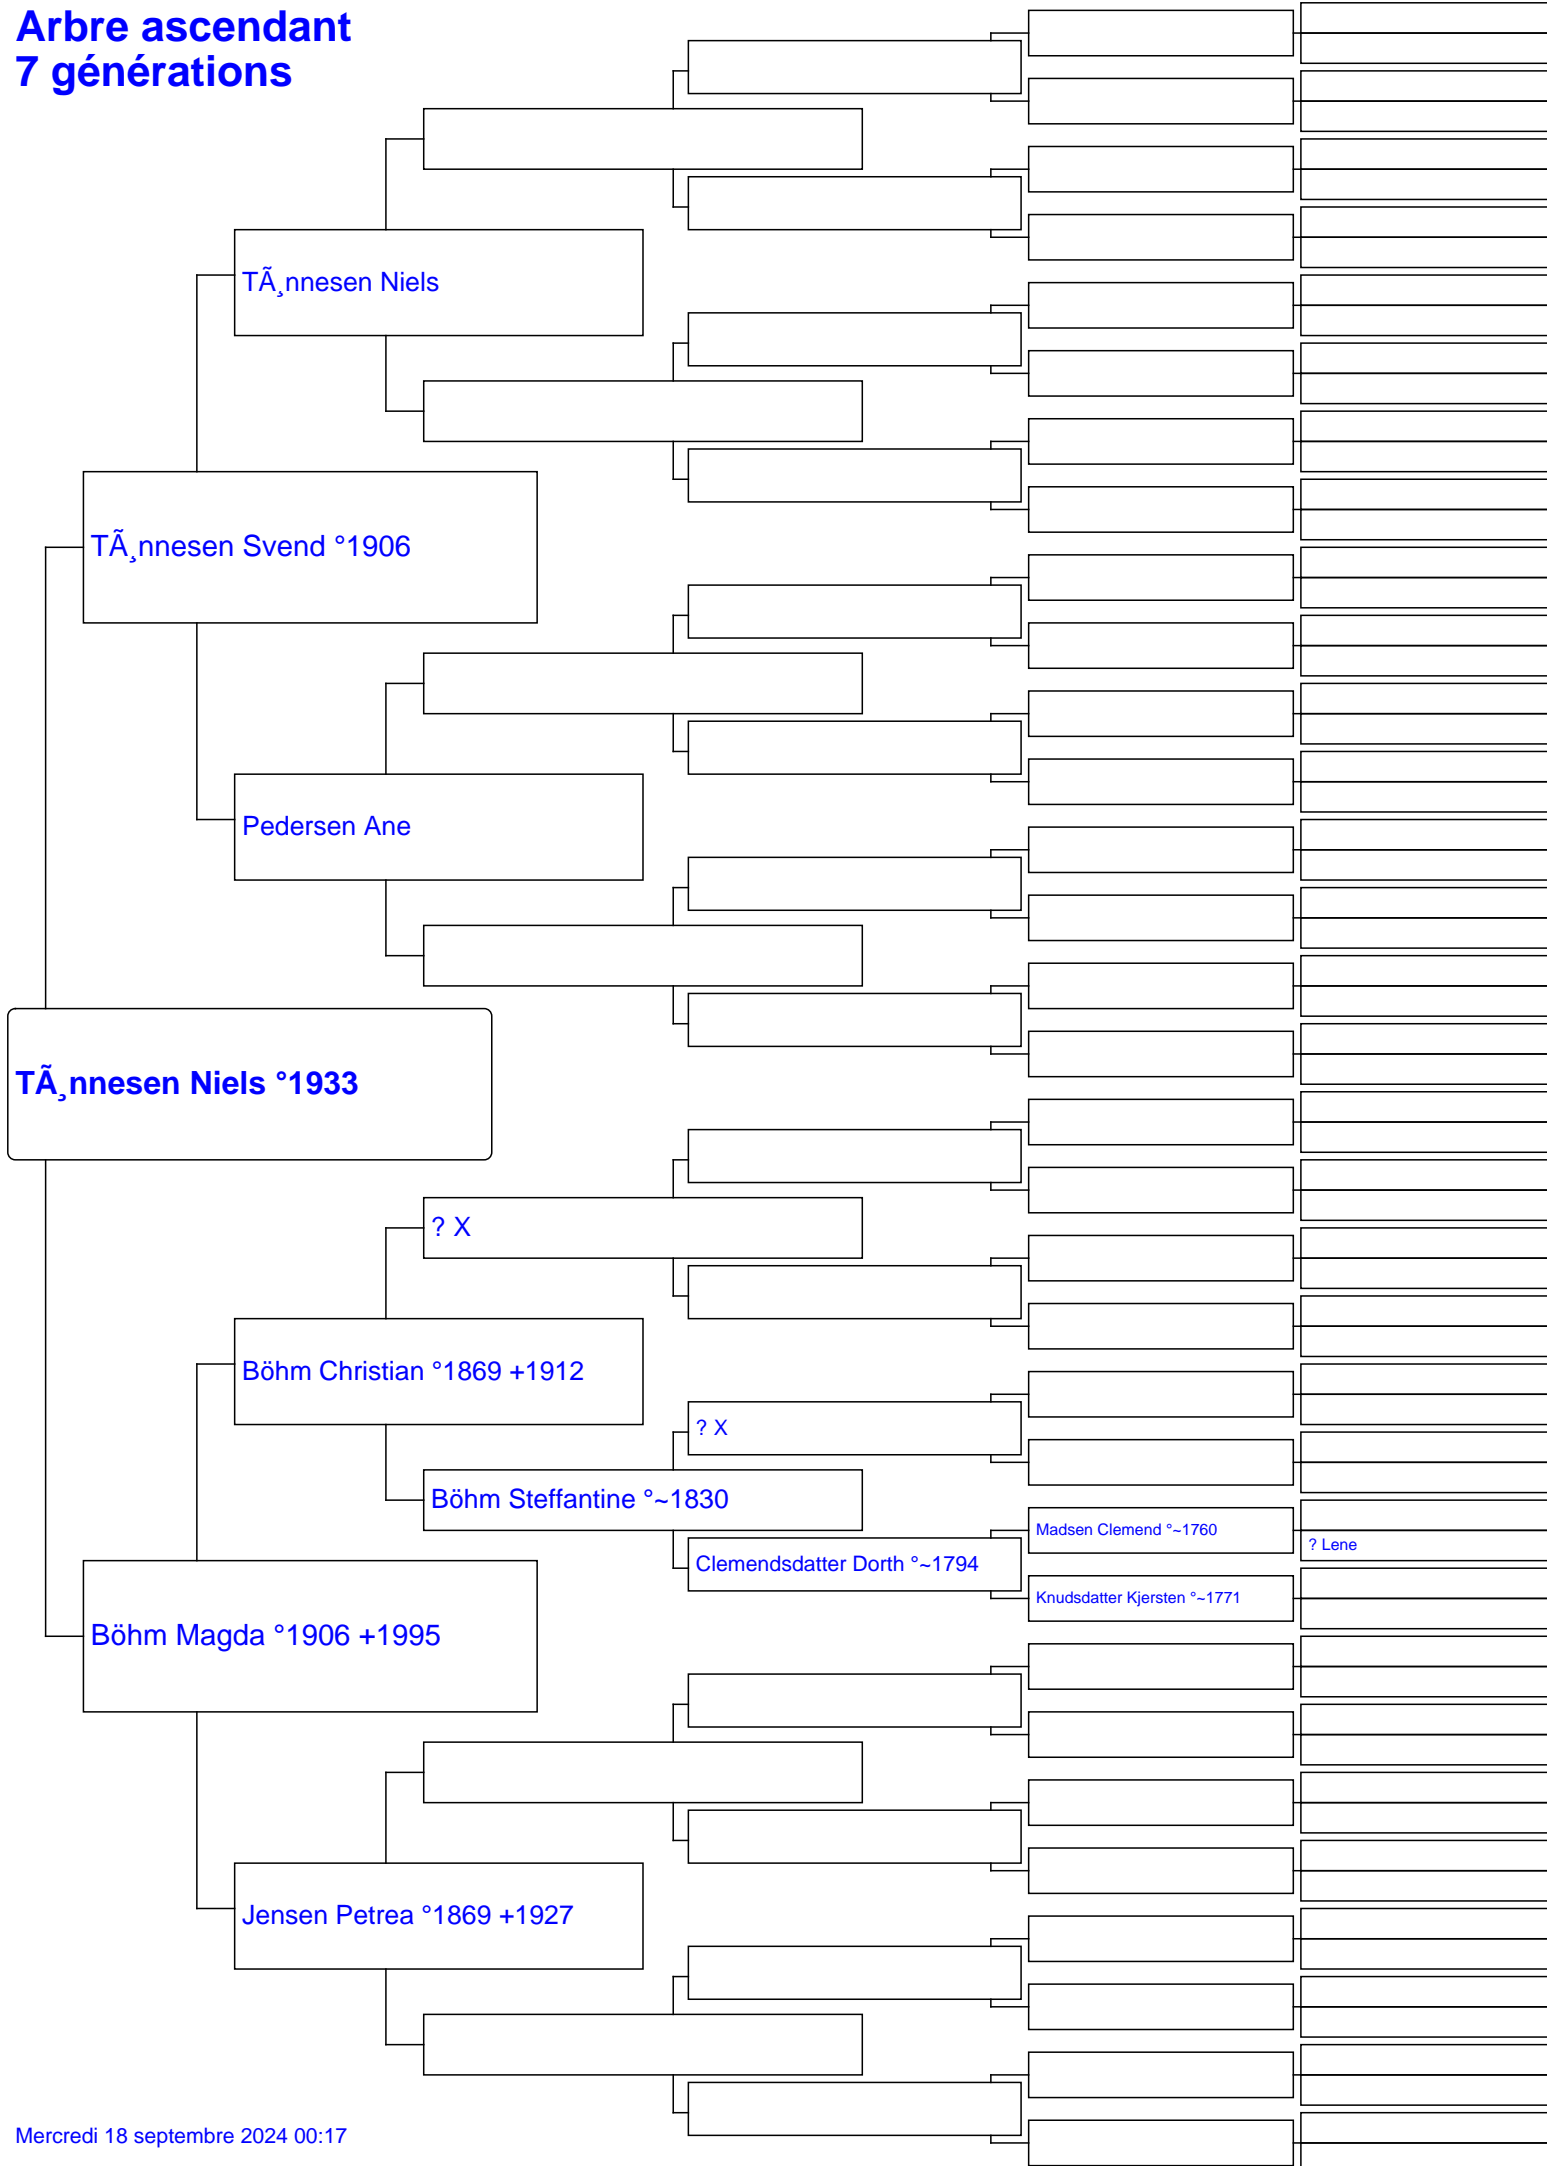 Arbre ascendant
7 générations
TÃ¸nnesen Niels
TÃ¸nnesen Svend °1906
Pedersen Ane
TÃ¸nnesen Niels °1933
? X
Böhm Christian °1869 +1912
? X
Böhm Steffantine °~1830
Madsen Clemend °~1760
? Lene
Clemendsdatter Dorth °~1794
Knudsdatter Kjersten °~1771
Böhm Magda °1906 +1995
Jensen Petrea °1869 +1927
Mercredi 18 septembre 2024 00:17